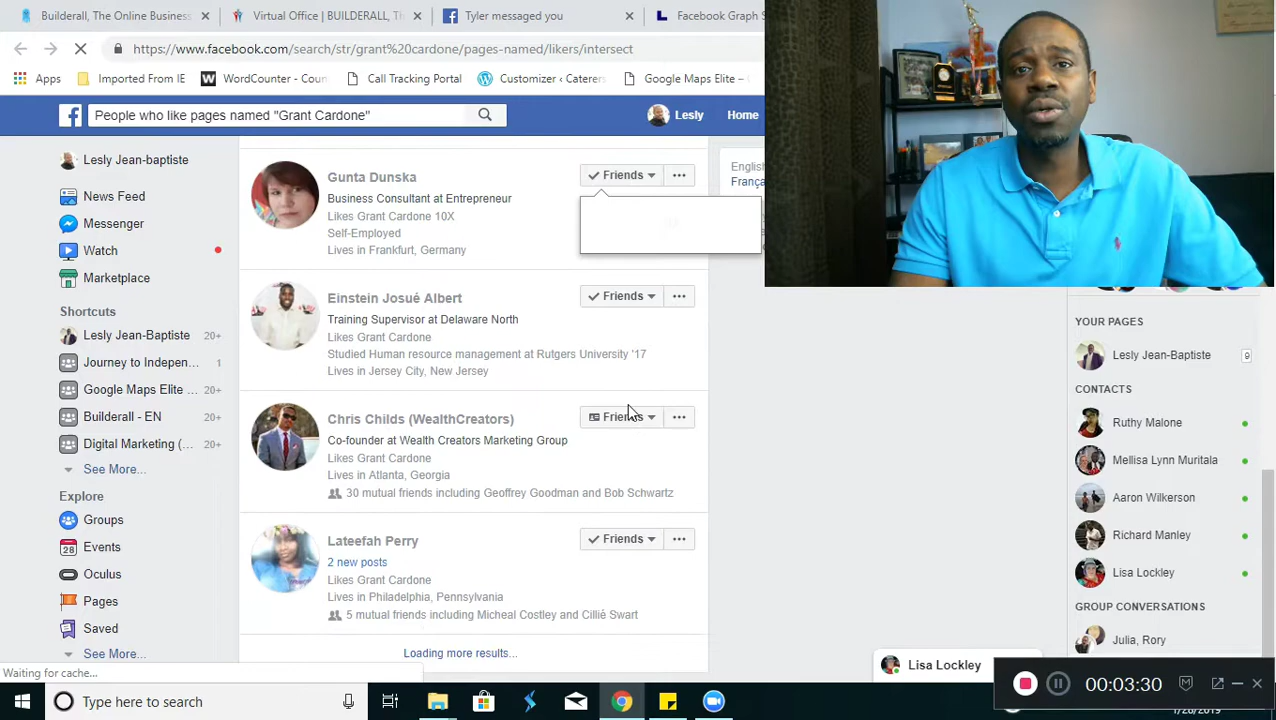 Builderall, The Online Business
Virtual Office | BUILDERALL, Th
Tyler messaged you
Facebook Graph S
https://www.facebook.com/search/str/grant%20cardone/pages-named/likers/intersect
Apps
Imported From IE
WordCounter - Coun
Call Tracking Portal
Customizer ‹ Caterers
Google Maps Elite –
People who like pages named "Grant Cardone"
Lesly
Home
Lesly Jean-baptiste
News Feed
Messenger
Watch
Marketplace
Shortcuts
Lesly Jean-Baptiste 20+
Journey to Indepen... 1
Google Maps Elite ... 20+
Builderall - EN 20+
Digital Marketing (... 20+
See More...
Explore
Groups
Events
28
Oculus
Pages
Saved
See More...
Gunta Dunska
Friends
Business Consultant at Entrepreneur
Likes Grant Cardone 10X
Self-Employed
Lives in Frankfurt, Germany
Einstein Josué Albert
Friends
Training Supervisor at Delaware North
Likes Grant Cardone
Studied Human resource management at Rutgers University '17
Lives in Jersey City, New Jersey
Chris Childs (WealthCreators)
Friends
Co-founder at Wealth Creators Marketing Group
Likes Grant Cardone
Lives in Atlanta, Georgia
30 mutual friends including Geoffrey Goodman and Bob Schwartz
Lateefah Perry
Friends
2 new posts
Likes Grant Cardone
Lives in Philadelphia, Pennsylvania
5 mutual friends including Micheal Costley and Cillié Swart
Loading more results...
English
França
YOUR PAGES
Lesly Jean-Baptiste 9
CONTACTS
Ruthy Malone
Mellisa Lynn Muritala
Aaron Wilkerson
Richard Manley
Lisa Lockley
GROUP CONVERSATIONS
Julia, Rory
Lisa Lockley
Waiting for cache...
00:03:30
Type here to search
1/28/2019